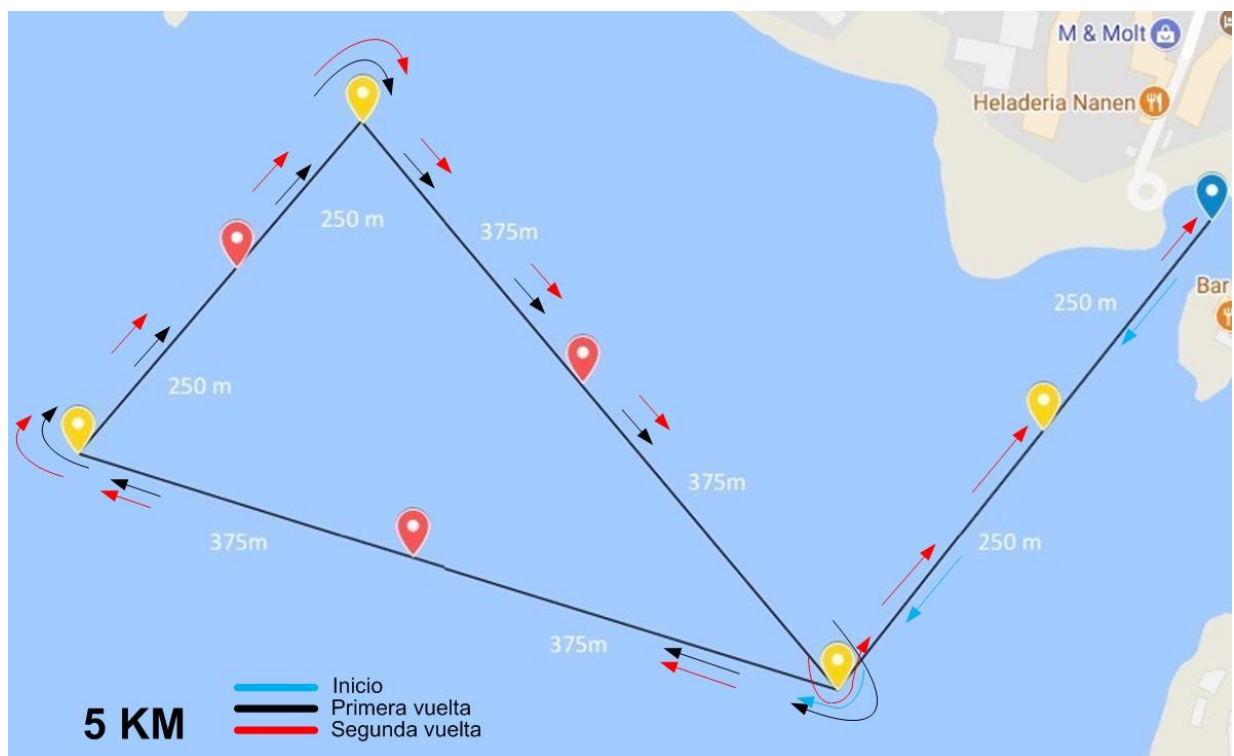 M & Molt
Heladeria Nanen
250 m
375m
250 m
Bar
250 m
375m
250 m
375m
375m
Inicio
Primera vuelta
Segunda vuelta
5 KM